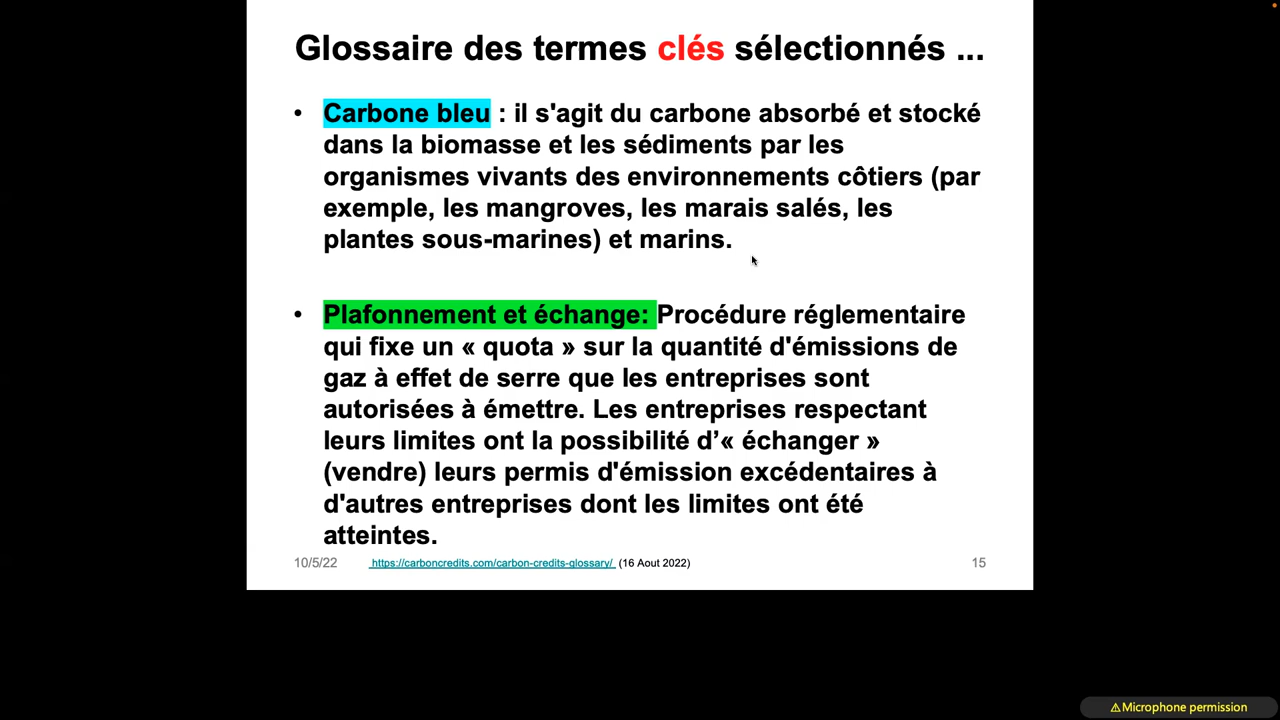 Glossaire des termes clés sélectionnés ...
• Carbone bleu : il s'agit du carbone absorbé et stocké
dans la biomasse et les sédiments par les
organismes vivants des environnements côtiers (par
exemple, les mangroves, les marais salés, les
plantes sous-marines) et marins.
• Plafonnement et échange: Procédure réglementaire
qui fixe un « quota » sur la quantité d'émissions de
gaz à effet de serre que les entreprises sont
autorisées à émettre. Les entreprises respectant
leurs limites ont la possibilité d’« échanger »
(vendre) leurs permis d'émission excédentaires à
d'autres entreprises dont les limites ont été
atteintes.
10/5/22 https://carboncredits.com/carbon-credits-glossary/ (16 Aout 2022) 15
⚠Microphone permission